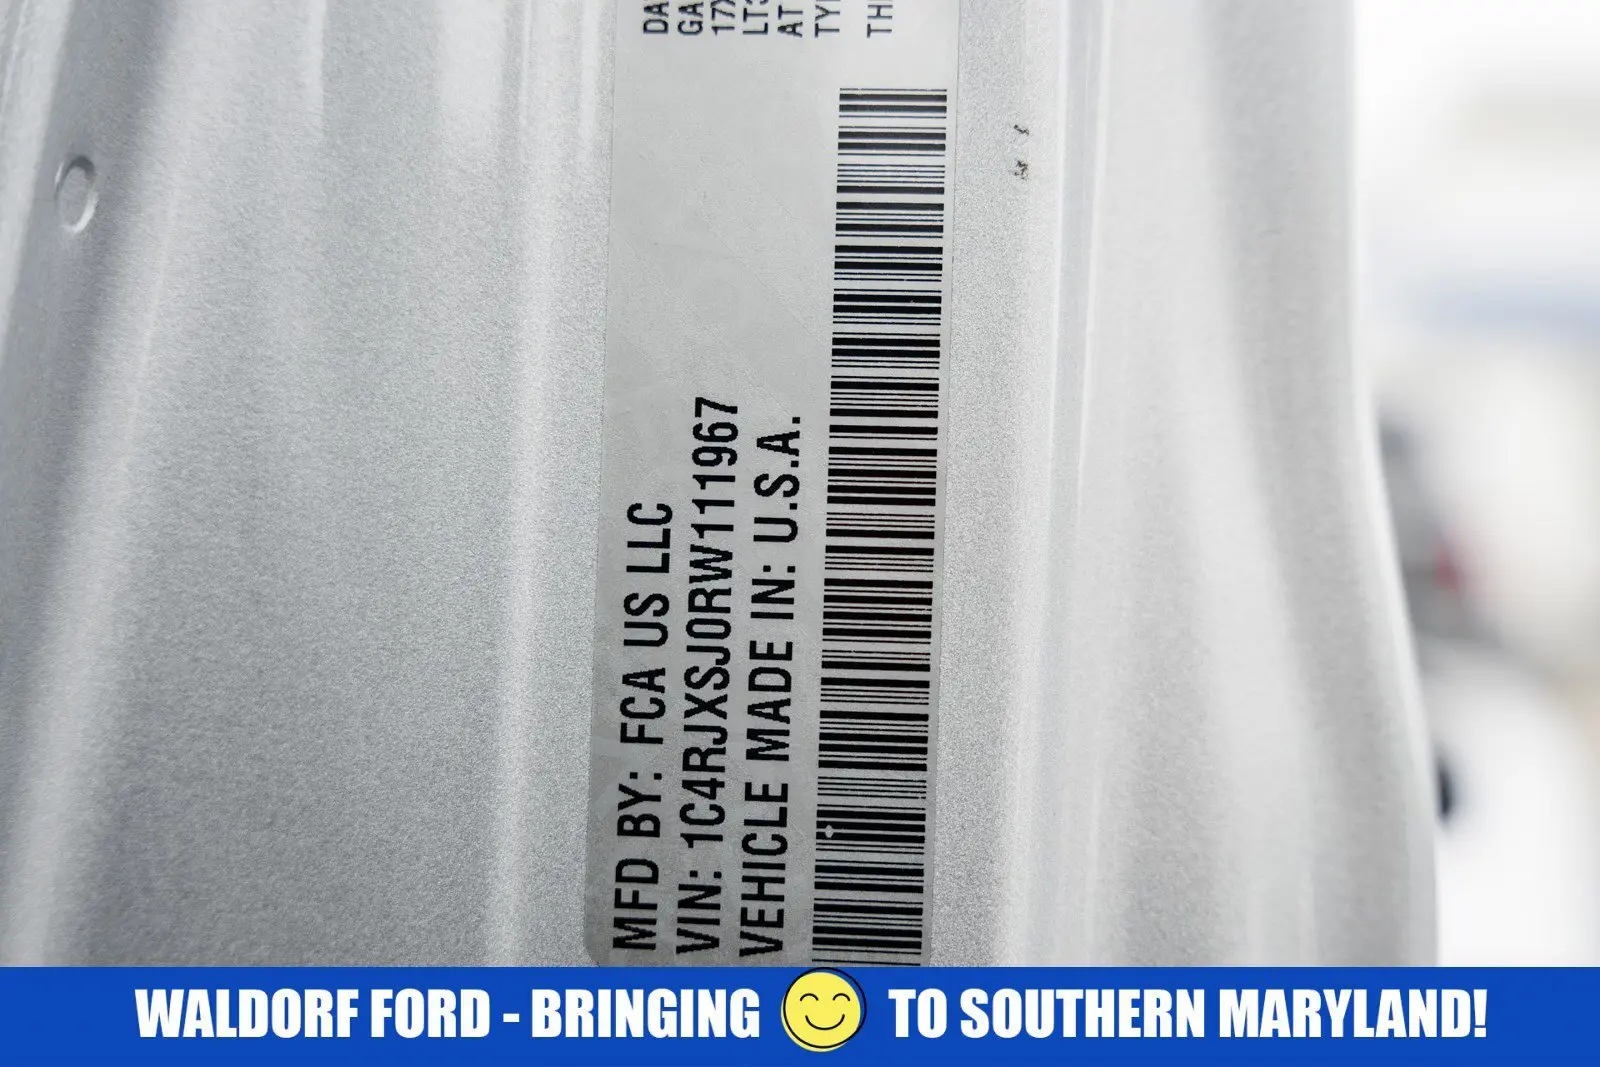 MFD BY: FCA US LLC
VIN: 1C4RJXSJ0RW111967
VEHICLE MADE IN: U.S.A.
WALDORF FORD - BRINGING TO SOUTHERN MARYLAND!